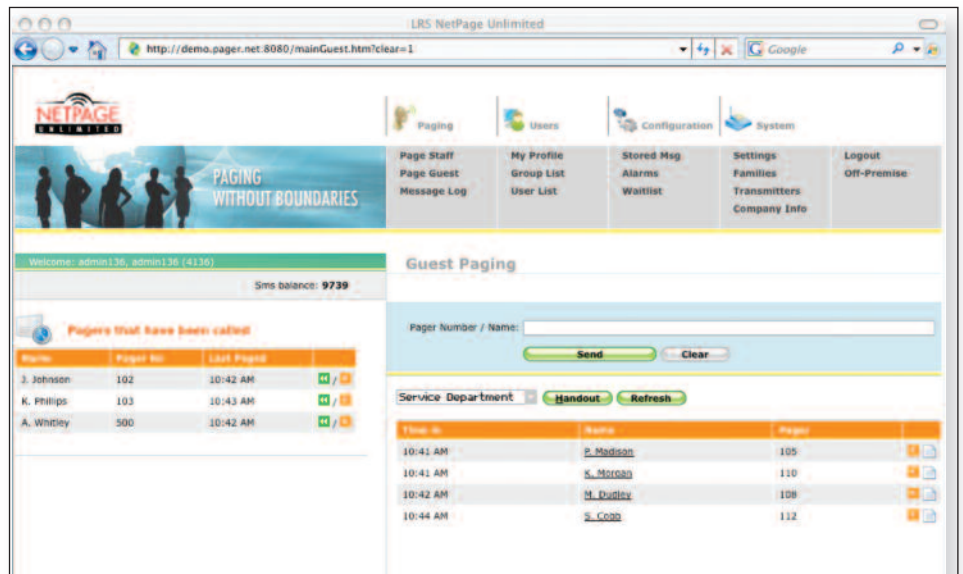 LRS NetPage Unlimited
http://demo.pager.net:8080/mainGuest.htm?clear=1
Google
NETPAGE
UNLIMITED
Paging
Users
Configuration
System
Page Staff
My Profile
Stored Msg
Settings
Logout
Page Guest
Group List
Alarms
Families
Off-Premise
Message Log
User List
Waitlist
Transmitters
Company Info
PAGING
WITHOUT BOUNDARIES
Welcome: admin136, admin136 (4136)
Sms balance: 9739
Pagers that have been called
Name Pager No Last Paged
J. Johnson 102 10:42 AM /
K. Phillips 103 10:43 AM /
A. Whitley 500 10:42 AM /
Guest Paging
Pager Number / Name:
Send Clear
Service Department Handout Refresh
Time In Name Pager
10:41 AM P. Madison 105
10:41 AM K. Morgan 110
10:42 AM M. Dudley 108
10:44 AM S. Cobb 112